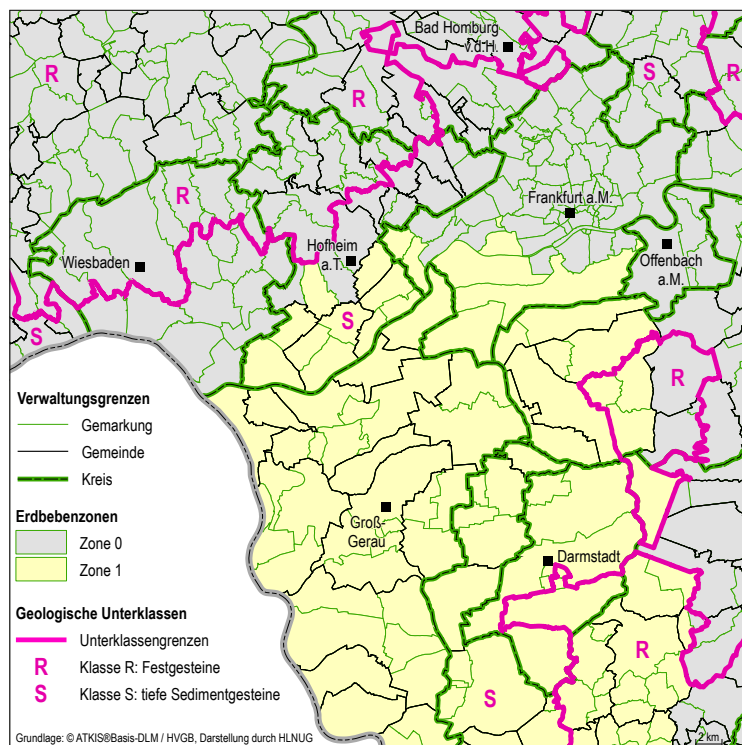 Bad Homburg
v.d.H.
R
S
R
R
R
Frankfurt a.M.
Wiesbaden
Hofheim
a.T.
Offenbach
a.M.
S
S
R
Verwaltungsgrenzen
Gemarkung
Gemeinde
Kreis
Erdbebenzonen
Zone 0
Zone 1
Groß-
Gerau
Darmstadt
Geologische Unterklassen
Unterklassengrenzen
R Klasse R: Festgesteine
S Klasse S: tiefe Sedimentgesteine
R
S
Grundlage: © ATKIS®Basis-DLM / HVGB, Darstellung durch HLNUG
2 km